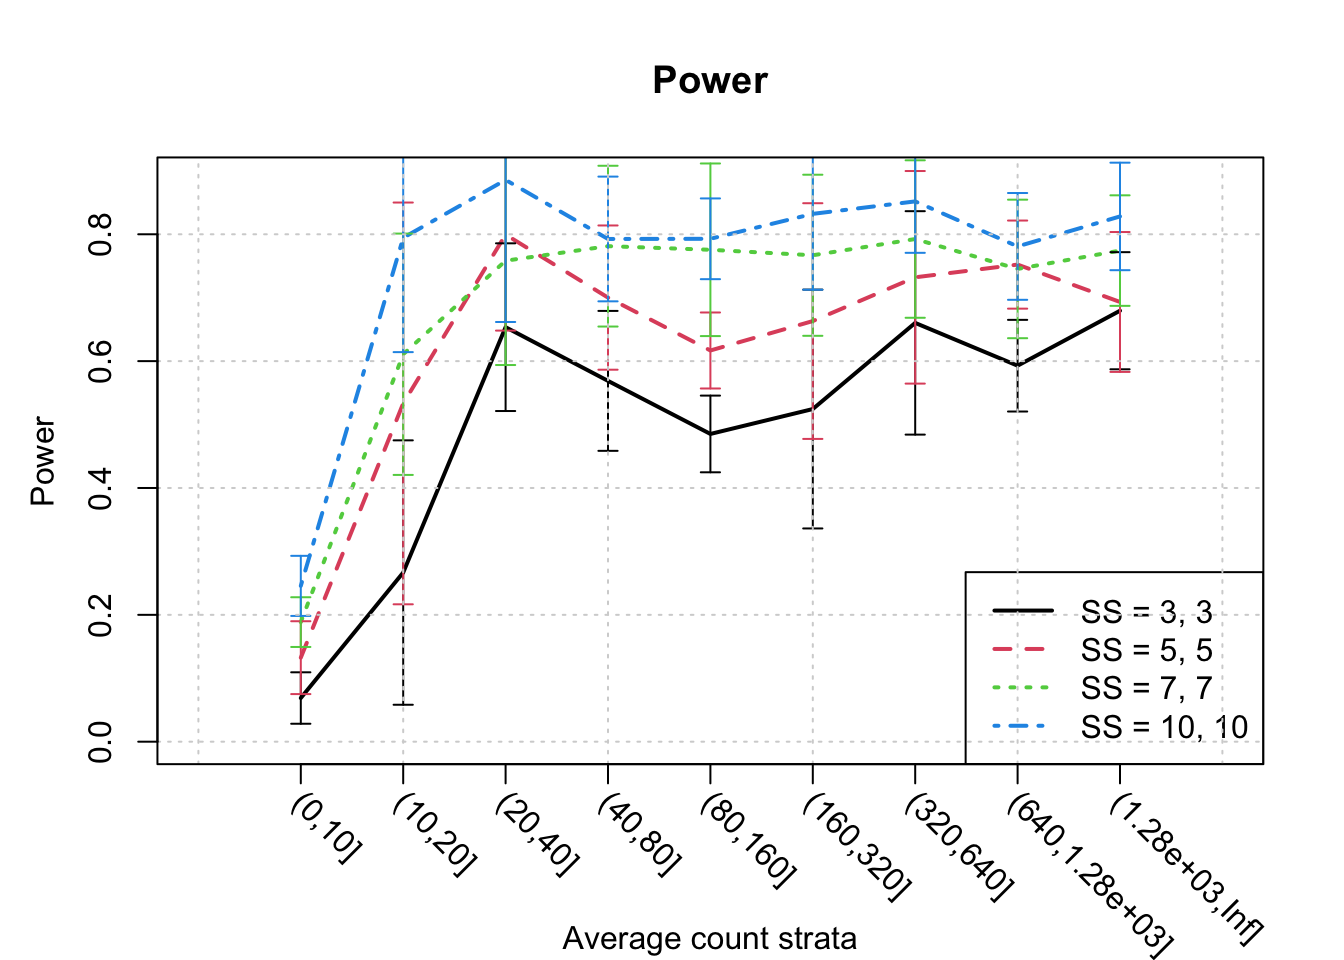 Power
Power
0.8
0.6
0.4
0.2
0.0
SS = 3, 3
SS = 5, 5
SS = 7, 7
SS = 10, 10
(0,10]
(10,20]
(20,40]
(40,80]
(80,160]
(160,320]
(320,640]
(640,1.28e+03]
(1.28e+03,Inf]
Average count strata